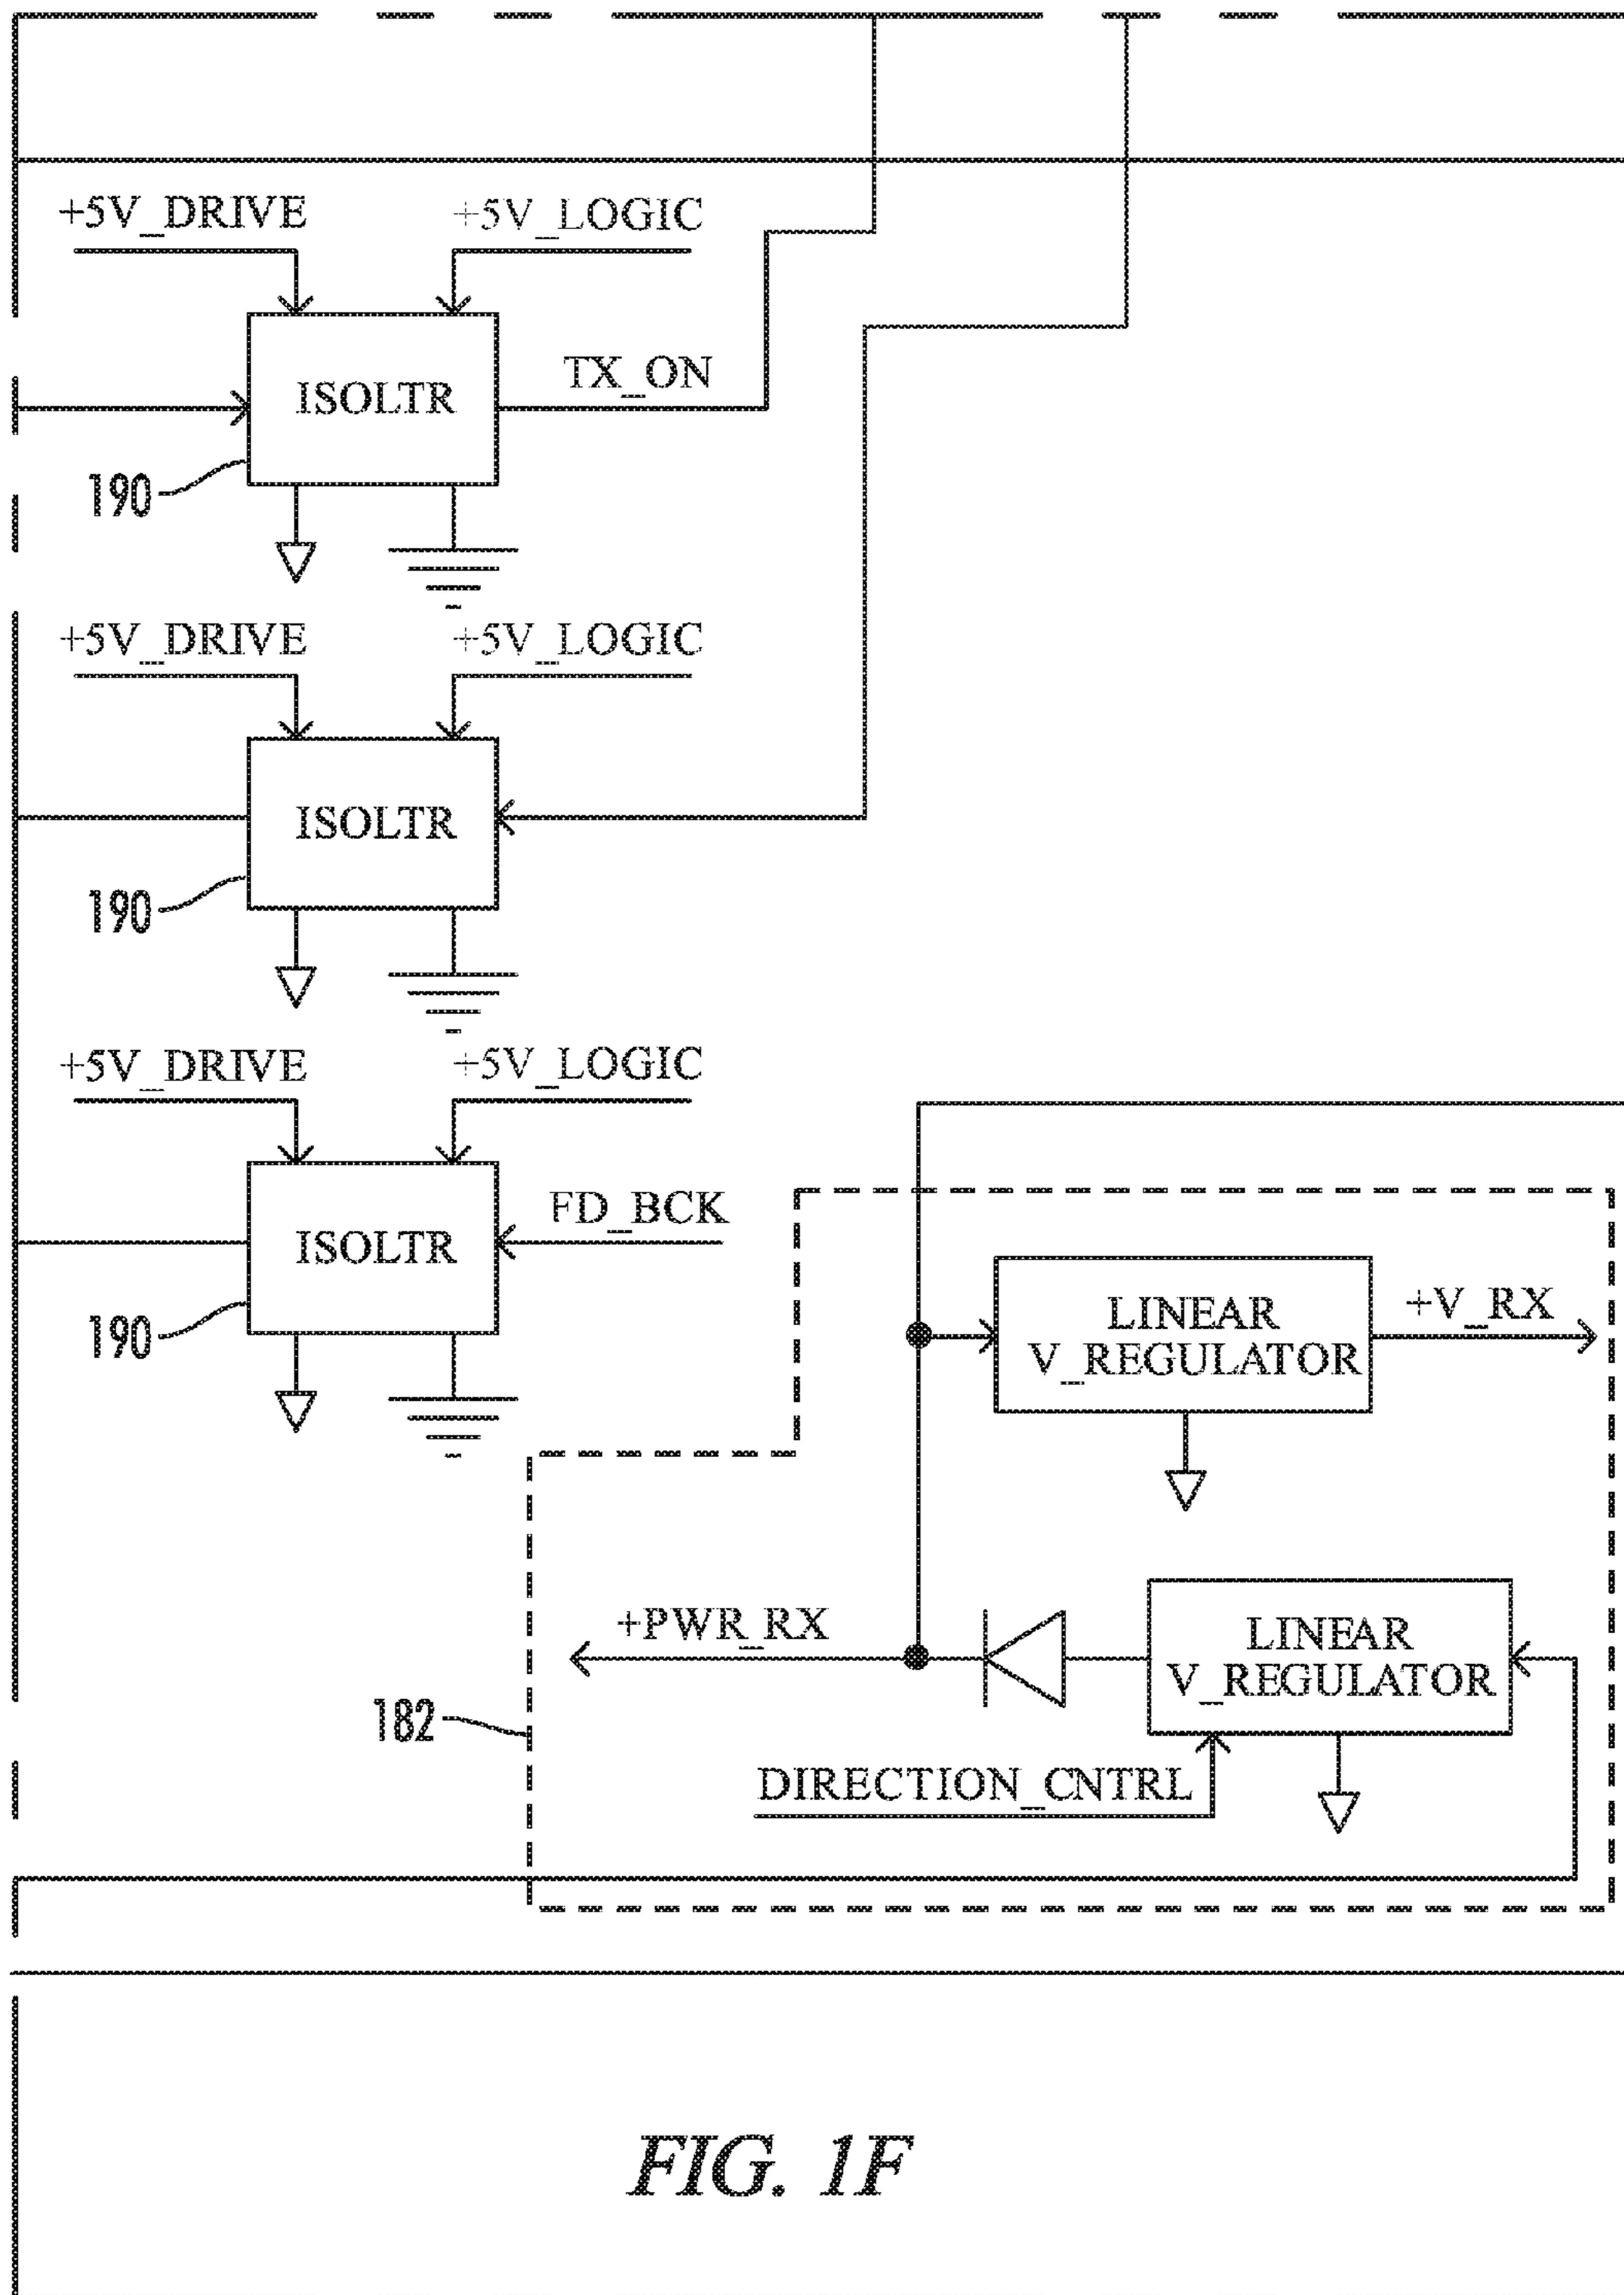 +5V_DRIVE +5V_LOGIC
ISOLTR
TX_ON
190
+5V_DRIVE +5V_LOGIC
ISOLTR
190
+5V_DRIVE +5V_LOGIC
ISOLTR
FD_BCK
190
LINEAR
V_REGULATOR
+V_RX
+PWR_RX
LINEAR
V_REGULATOR
182
DIRECTION_CNTRL
FIG. 1F